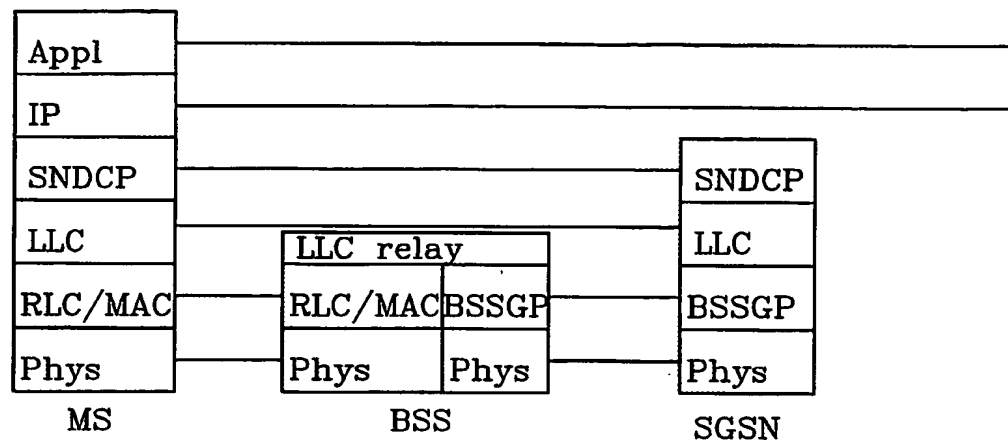 Appl
IP
SNDCP
LLC
RLC/MAC
Phys
MS
LLC relay
RLC/MAC BSSGP
Phys Phys
BSS
SNDCP
LLC
BSSGP
Phys
SGSN